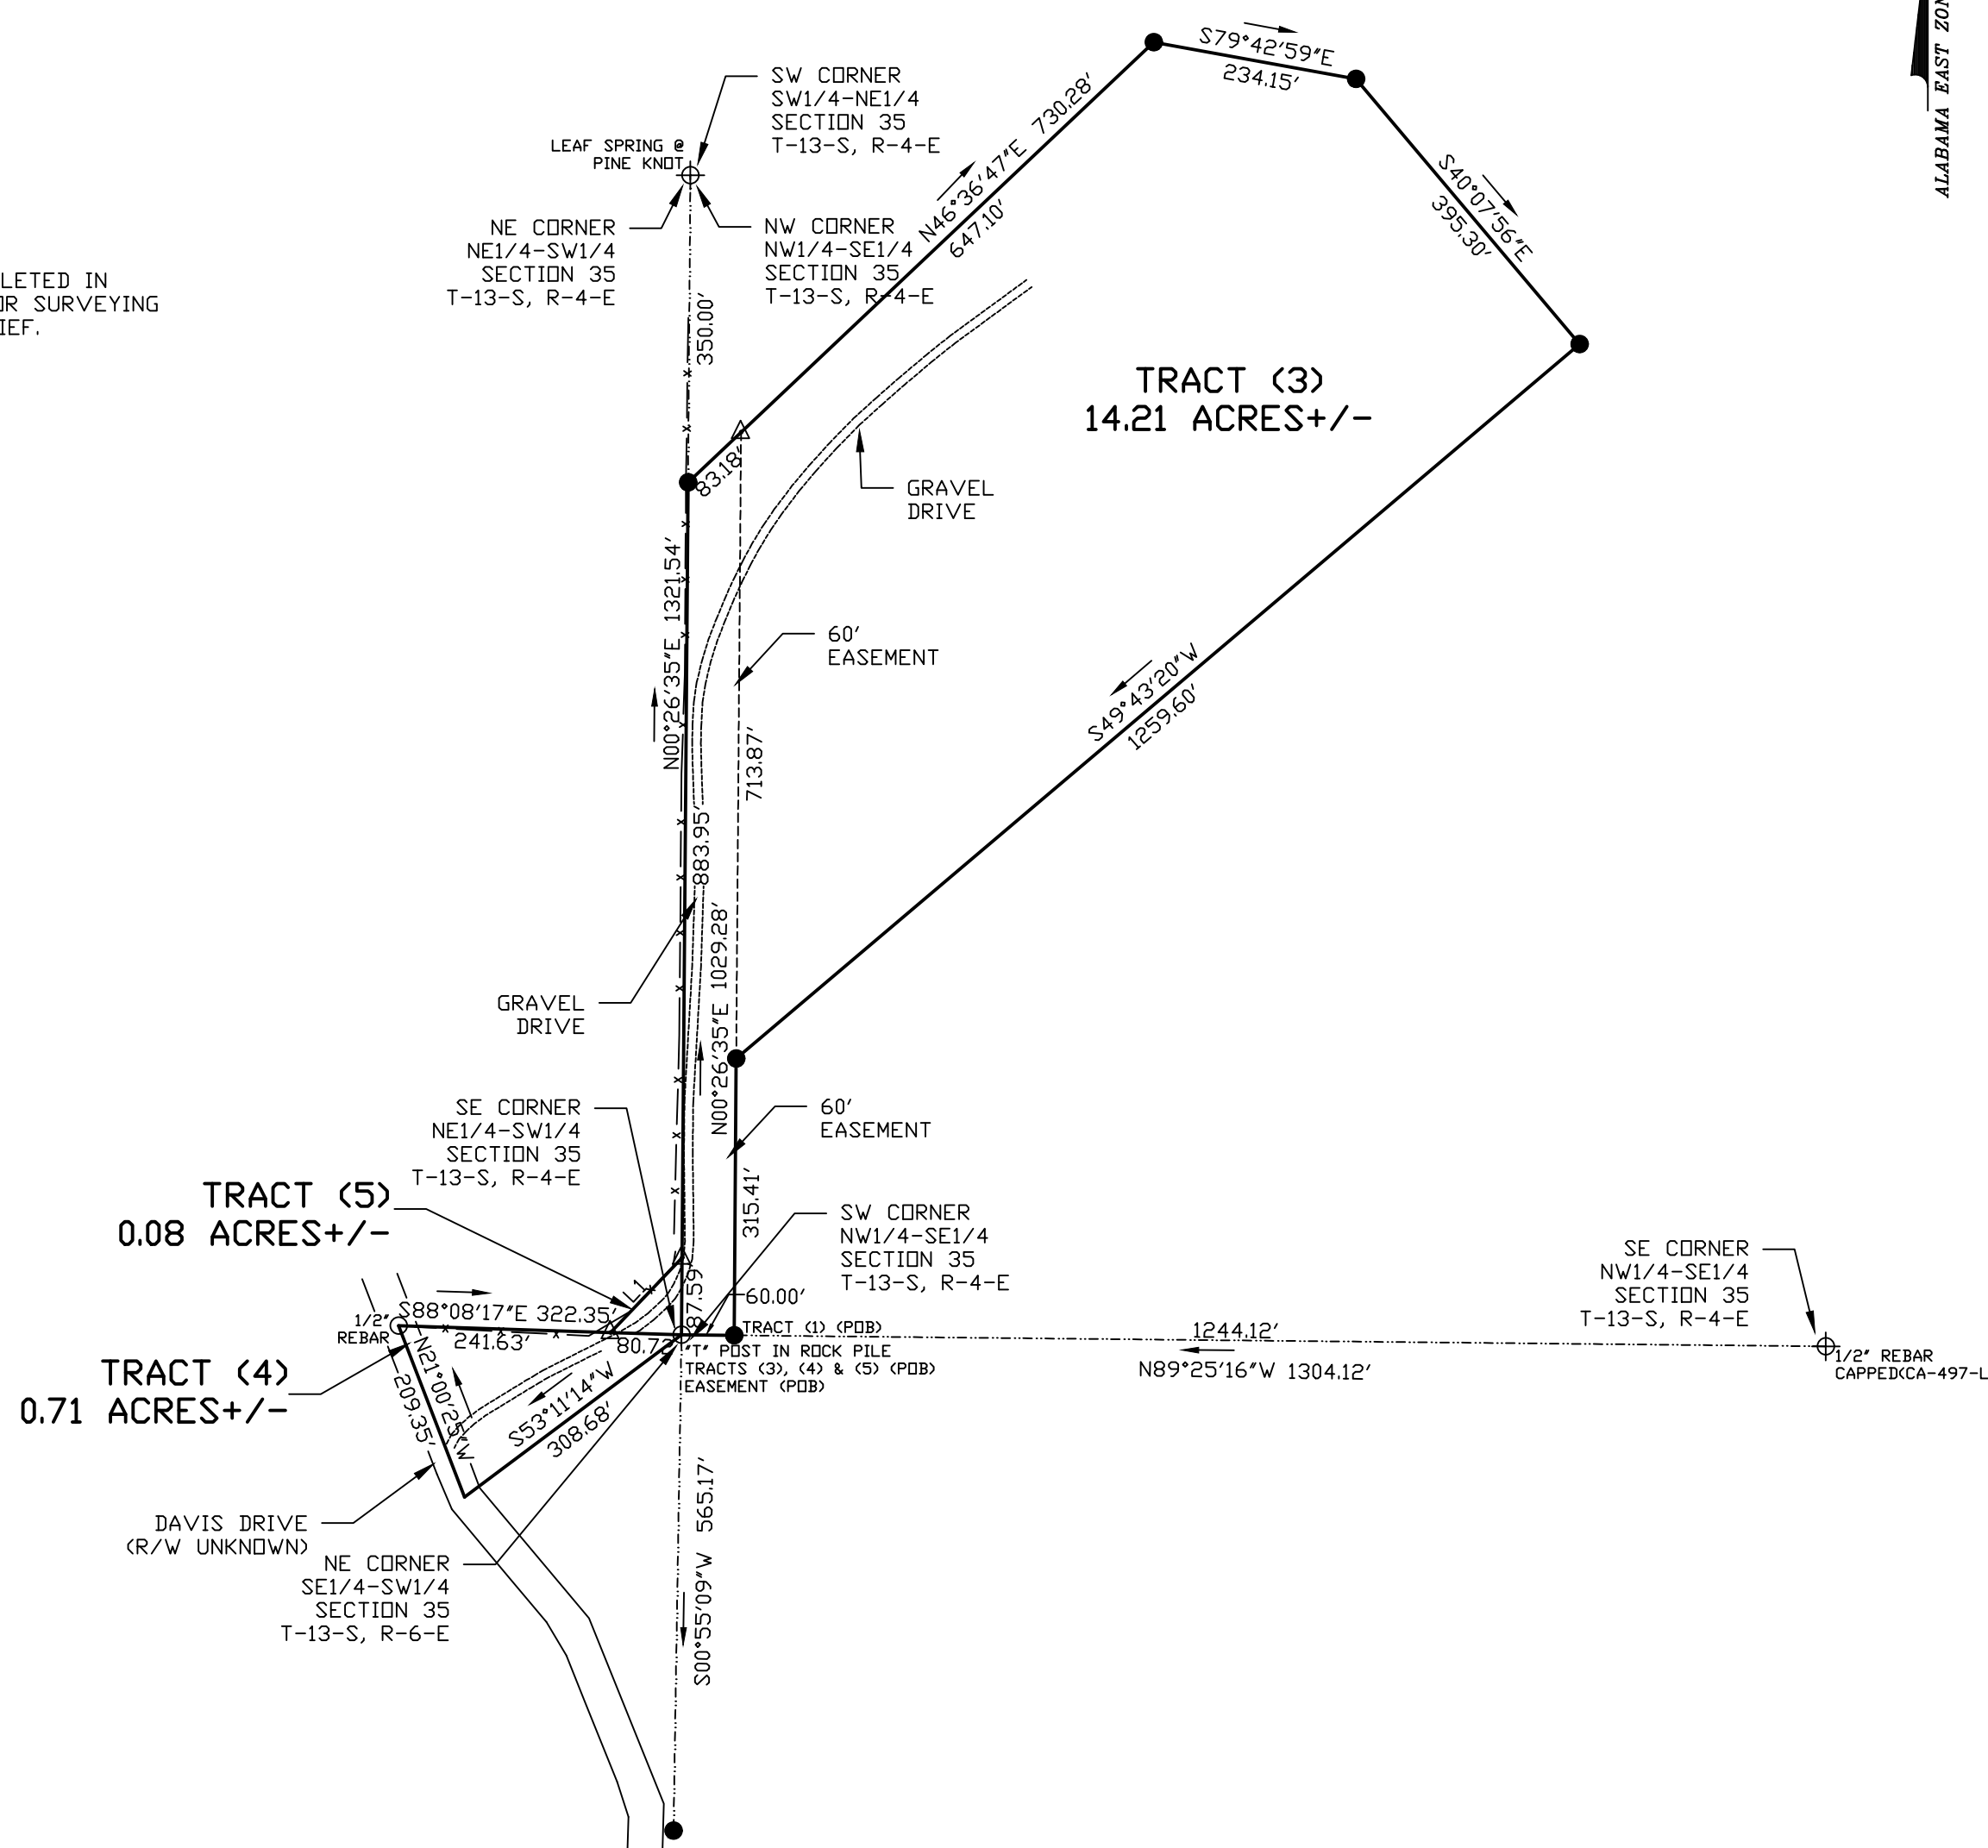 S79°42'59"E
234.15'
SW CORNER
SW1/4-NE1/4
SECTION 35
T-13-S, R-4-E
LEAF SPRING @
PINE KNOT
ALABAMA EAST ZON
N46°36'47"E 730.28'
647.10'
S40°07'56"E
395.30'
NE CORNER
NE1/4-SW1/4
SECTION 35
T-13-S, R-4-E
NW CORNER
NW1/4-SE1/4
SECTION 35
T-13-S, R-4-E
LETED IN
OR SURVEYING
IEF.
350.00'
TRACT (3)
14.21 ACRES+/-
83.18'
GRAVEL
DRIVE
N00°26'35"E 1321.54'
60'
EASEMENT
S49°43'20"W
1259.60'
713.87'
883.95'
N00°26'35"E 1029.28'
GRAVEL
DRIVE
SE CORNER
NE1/4-SW1/4
SECTION 35
T-13-S, R-4-E
60'
EASEMENT
315.41'
TRACT (5)
0.08 ACRES+/-
SW CORNER
NW1/4-SE1/4
SECTION 35
T-13-S, R-4-E
SE CORNER
NW1/4-SE1/4
SECTION 35
T-13-S, R-4-E
L1
87.59'
60.00'
S88°08'17"E 322.35'
1/2"
REBAR
241.63'
80.72'
TRACT (1) (POB)
"T" POST IN ROCK PILE
TRACTS (3), (4) & (5) (POB)
EASEMENT (POB)
1244.12'
N89°25'16"W 1304.12'
1/2" REBAR
CAPPED(CA-497-L
TRACT (4)
0.71 ACRES+/-
N21°00'25"W
209.35'
S53°11'14"W
308.68'
DAVIS DRIVE
(R/W UNKNOWN)
NE CORNER
SE1/4-SW1/4
SECTION 35
T-13-S, R-6-E
S00°55'09"W 565.17'